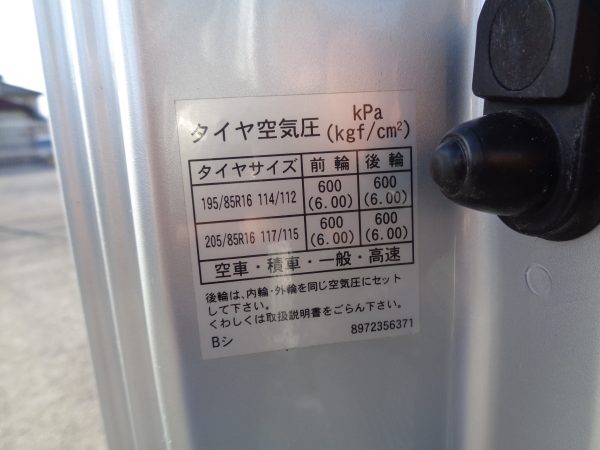 タイヤ空気圧 kPa (kgf/cm²)
タイヤサイズ 前輪 後輪
195/85R16 114/112 600 (6.00) 600 (6.00)
205/85R16 117/115 600 (6.00) 600 (6.00)
空車・積車・一般・高速
後輪は、内輪・外輪を同じ空気圧にセット
して下さい。
くわしくは取扱説明書をごらん下さい。
Bシ 8972356371